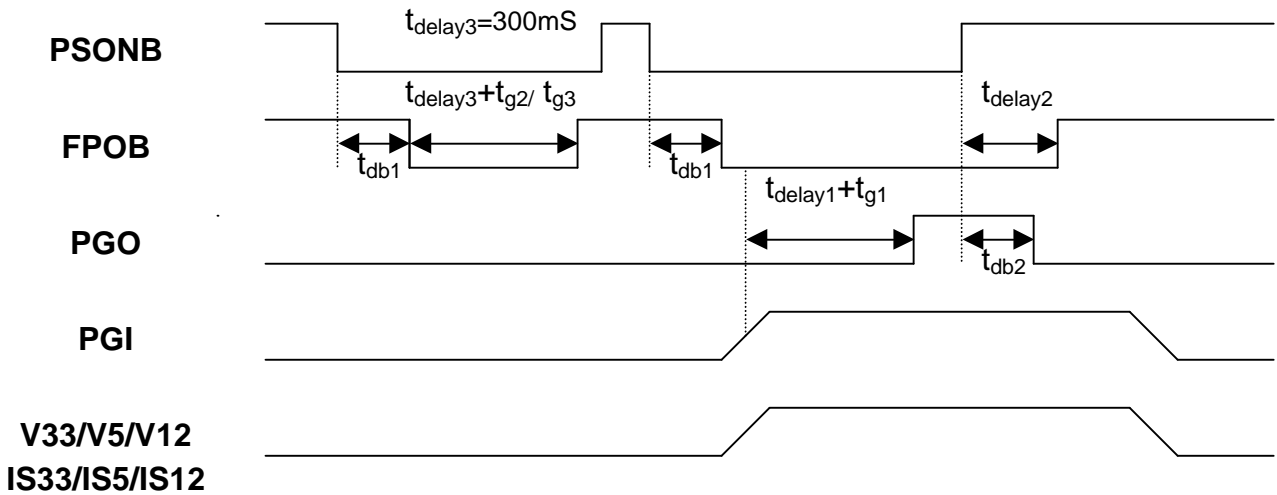 t_delay3=300mS
PSONB
t_delay3+t_g2/ t_g3
t_delay2
FPOB
t_db1
t_db1
t_delay1+t_g1
PGO
t_db2
PGI
V33/V5/V12
IS33/IS5/IS12